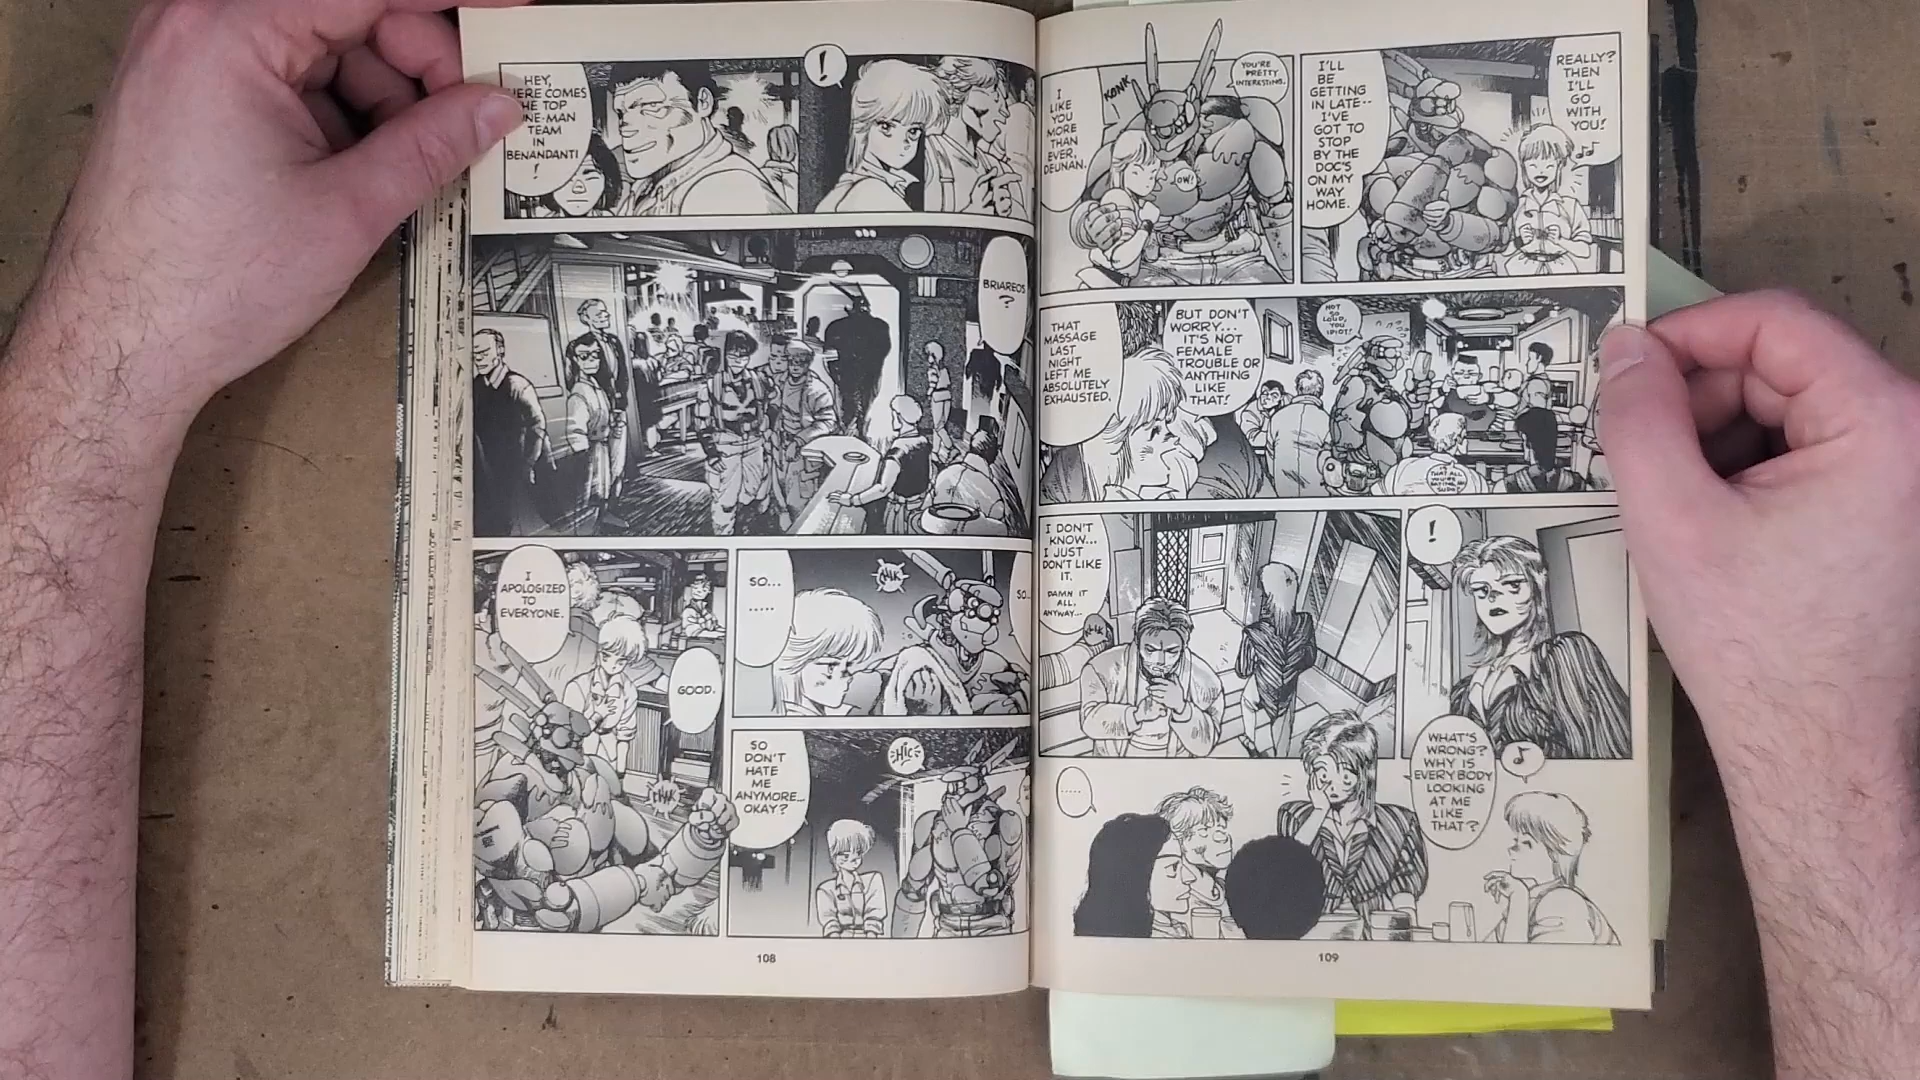 HEY,
HERE COMES
THE TOP
ONE-MAN
TEAM
IN
BENANDANTI
!
!
BRIAREOS
?
I
APOLOGIZED
TO
EVERYONE.
GOOD.
CLINK
SO...
.....
CLINK
SO..
SO
DON'T
HATE
ME
ANYMORE...
OKAY?
HIC
108
I
LIKE
YOU
MORE
THAN
EVER,
DEUNAN.
KONK
YOU'RE
PRETTY
INTERESTING.
OW!
I'LL
BE
GETTING
IN LATE--
I'VE
GOT TO
STOP
BY THE
DOC'S
ON MY
WAY
HOME.
REALLY?
THEN
I'LL
GO
WITH
YOU!
THAT
MASSAGE
LAST
NIGHT
LEFT ME
ABSOLUTELY
EXHAUSTED.
BUT DON'T
WORRY...
IT'S NOT
FEMALE
TROUBLE OR
ANYTHING
LIKE
THAT!
NOT
SO
LOUD,
YOU
IDIOT!
THAT ALL
I DON'T
KNOW...
I JUST
DON'T LIKE
IT.
DAMN IT
ALL,
ANYWAY...
!
WHAT'S
WRONG?
WHY IS
EVERYBODY
LOOKING
AT ME
LIKE
THAT?
.....
109